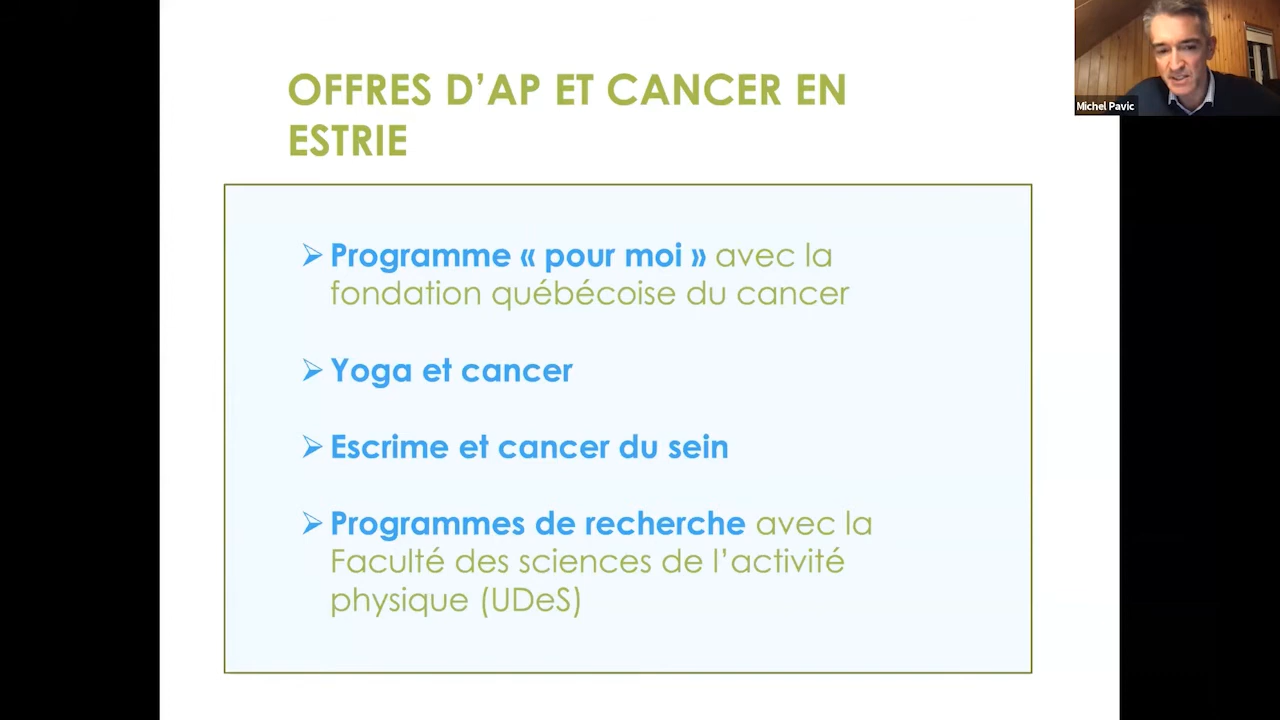 OFFRES D’AP ET CANCER EN
ESTRIE
Michel Pavic
➢ Programme « pour moi » avec la
fondation québécoise du cancer
➢ Yoga et cancer
➢ Escrime et cancer du sein
➢ Programmes de recherche avec la
Faculté des sciences de l’activité
physique (UDeS)